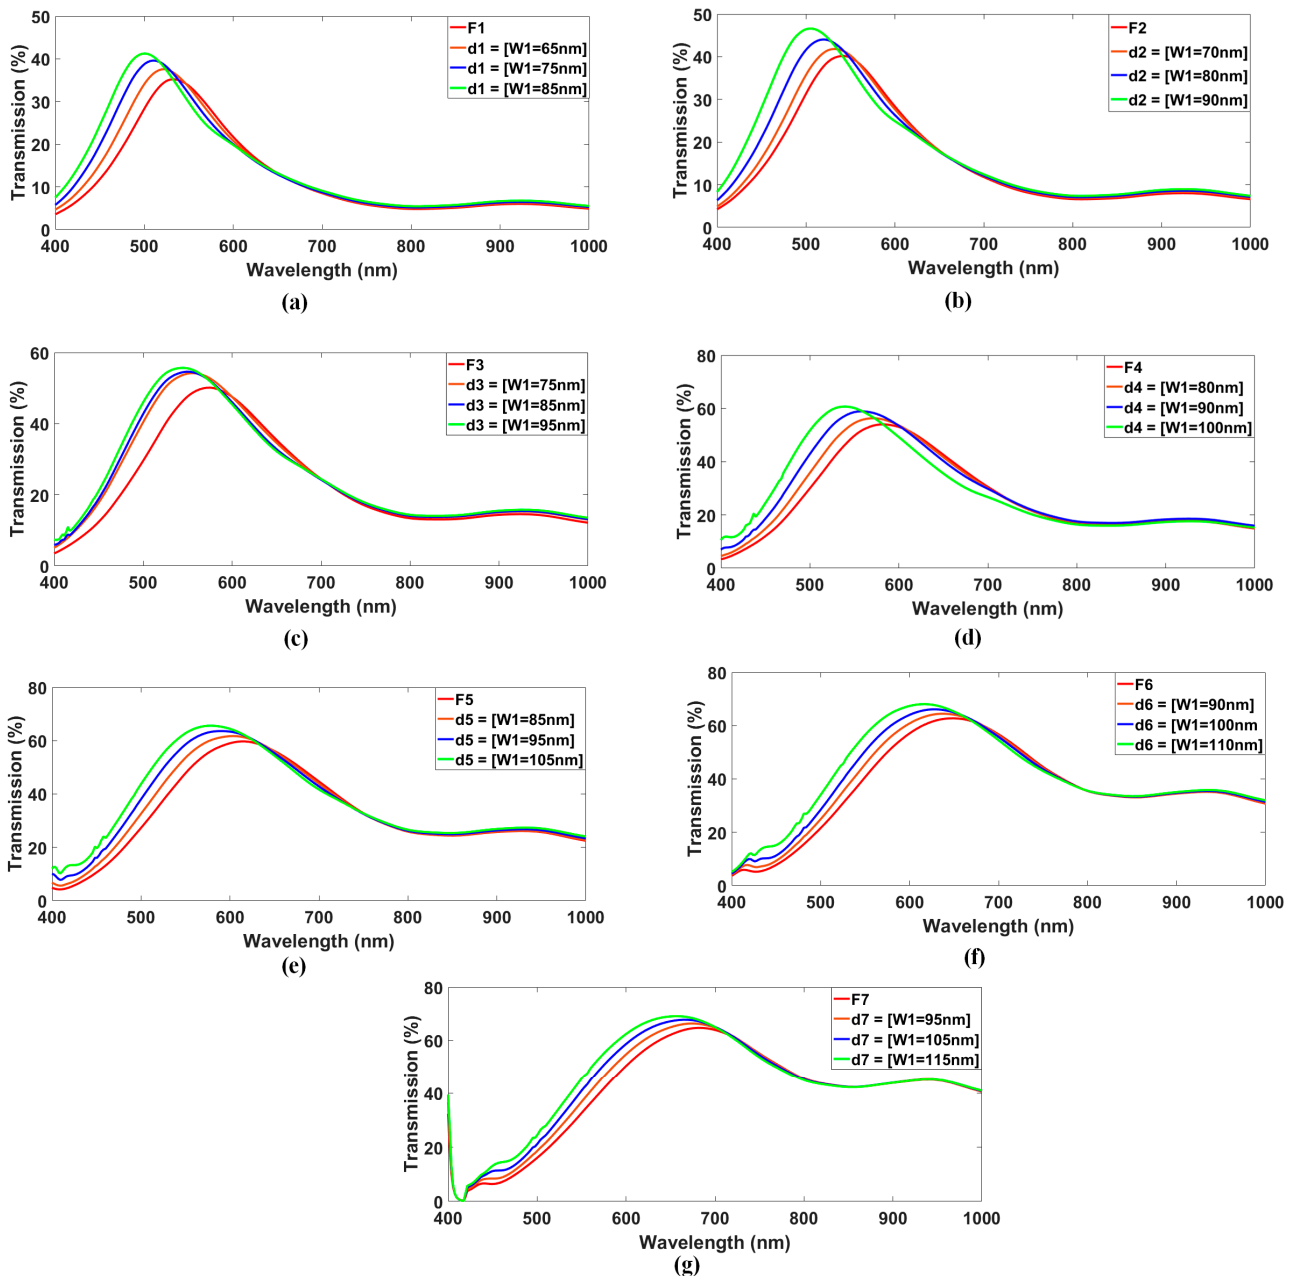 50
40
30
20
10
0
Transmission (%)
F1
d1 = [W1=65nm]
d1 = [W1=75nm]
d1 = [W1=85nm]
400 500 600 700 800 900 1000
Wavelength (nm)
(a)
50
40
30
20
10
0
Transmission (%)
F2
d2 = [W1=70nm]
d2 = [W1=80nm]
d2 = [W1=90nm]
400 500 600 700 800 900 1000
Wavelength (nm)
(b)
60
40
20
0
Transmission (%)
F3
d3 = [W1=75nm]
d3 = [W1=85nm]
d3 = [W1=95nm]
400 500 600 700 800 900 1000
Wavelength (nm)
(c)
80
60
40
20
0
Transmission (%)
F4
d4 = [W1=80nm]
d4 = [W1=90nm]
d4 = [W1=100nm]
400 500 600 700 800 900 1000
Wavelength (nm)
(d)
80
60
40
20
0
Transmission (%)
F5
d5 = [W1=85nm]
d5 = [W1=95nm]
d5 = [W1=105nm]
400 500 600 700 800 900 1000
Wavelength (nm)
(e)
80
60
40
20
0
Transmission (%)
F6
d6 = [W1=90nm]
d6 = [W1=100nm
d6 = [W1=110nm]
400 500 600 700 800 900 1000
Wavelength (nm)
(f)
80
60
40
20
0
Transmission (%)
F7
d7 = [W1=95nm]
d7 = [W1=105nm]
d7 = [W1=115nm]
400 500 600 700 800 900 1000
Wavelength (nm)
(g)